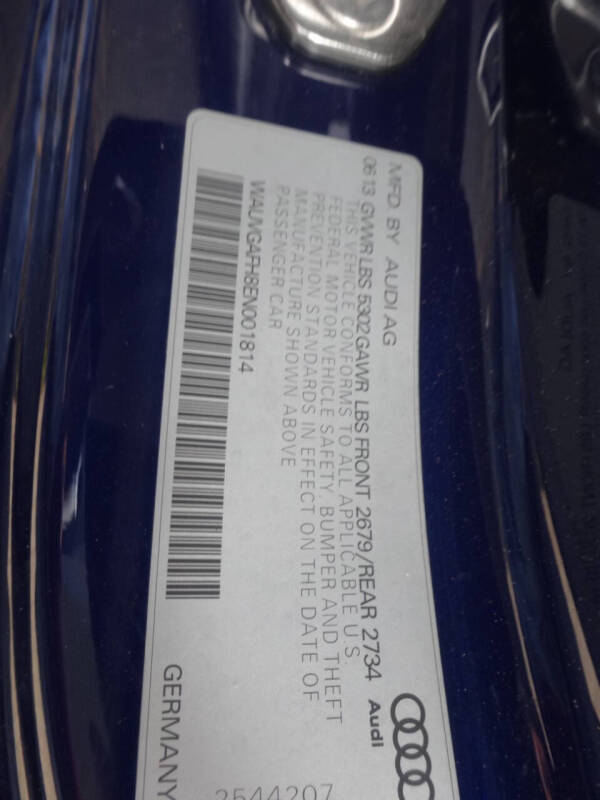 MFD BY AUDI AG
06 13 GVWR LBS 5302 GAWR LBS FRONT 2679/REAR 2734
THIS VEHICLE CONFORMS TO ALL APPLICABLE U.S.
FEDERAL MOTOR VEHICLE SAFETY, BUMPER AND THEFT
PREVENTION STANDARDS IN EFFECT ON THE DATE OF
MANUFACTURE SHOWN ABOVE
PASSENGER CAR
WAUVGAFH8EN001814
Audi
GERMANY